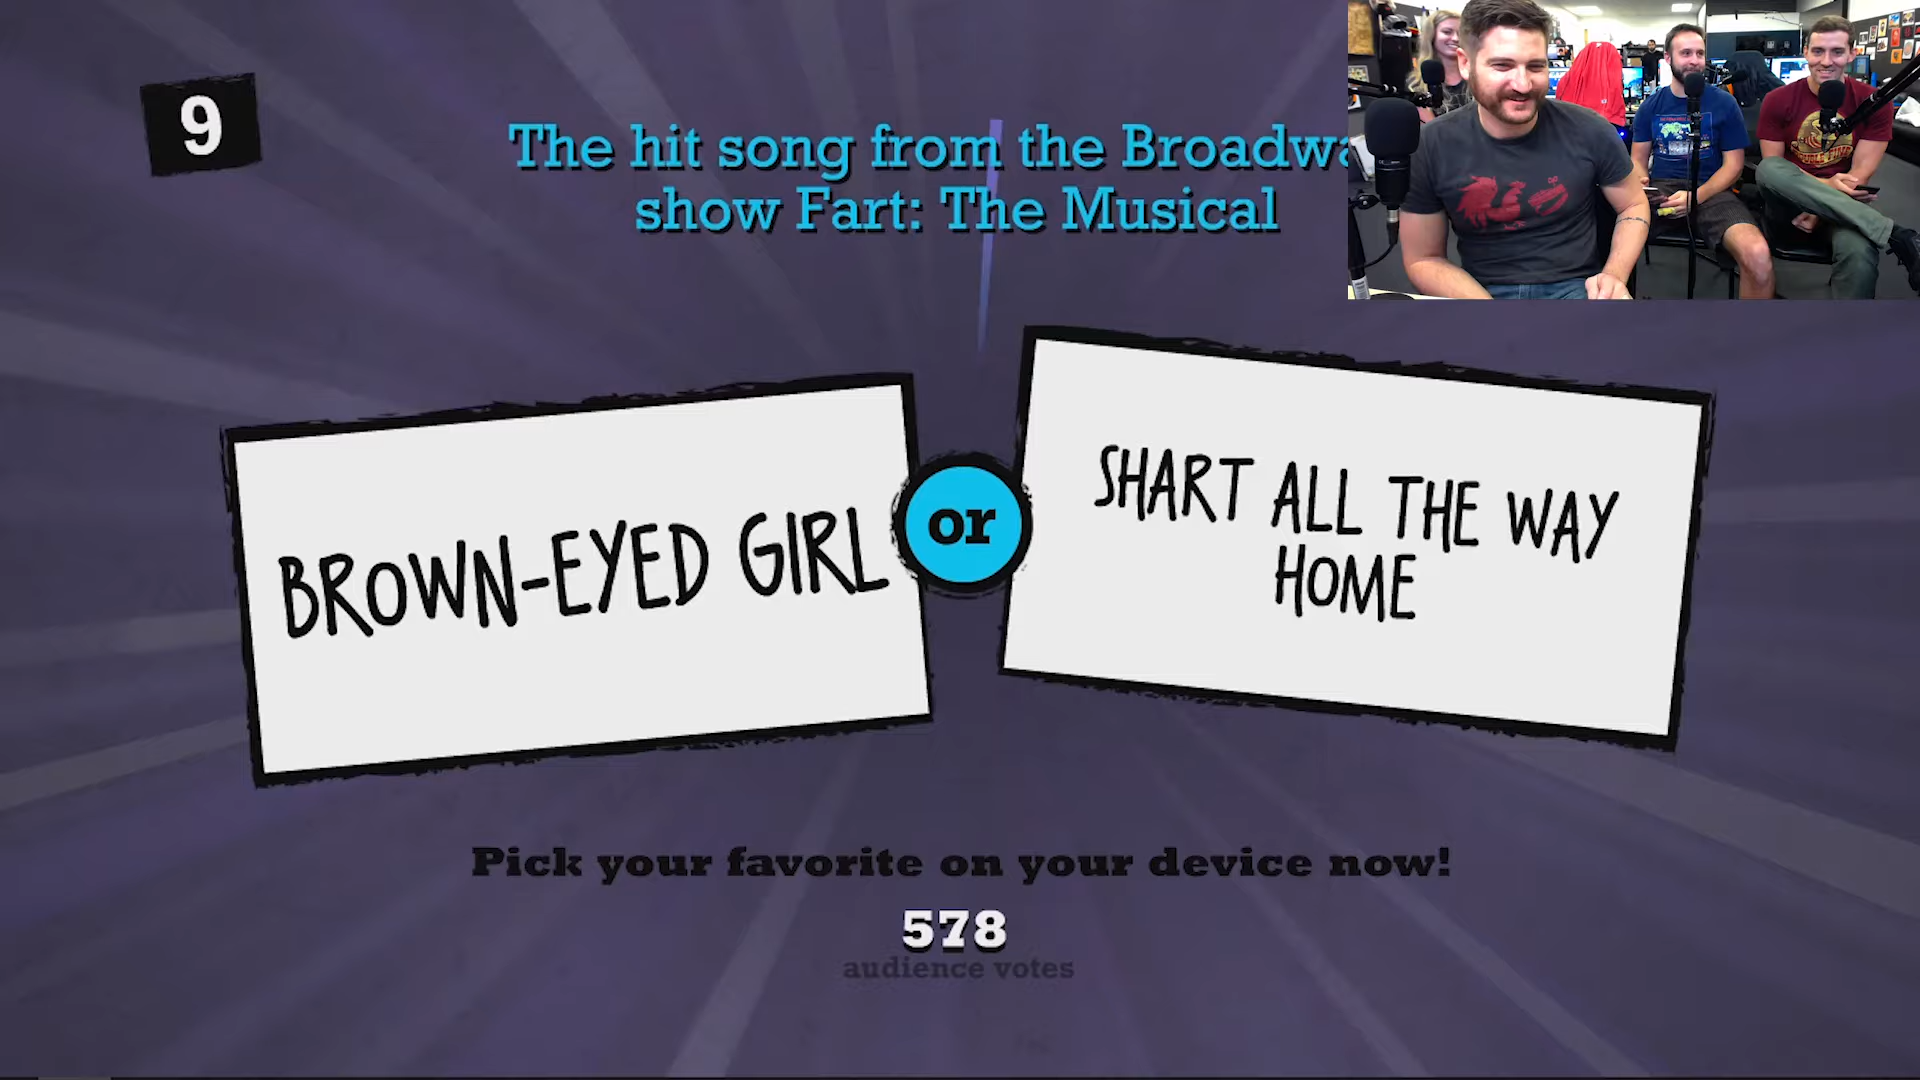 9
The hit song from the Broadwa
show Fart: The Musical
BROWN-EYED GIRL
or
SHART ALL THE WAY
HOME
Pick your favorite on your device now!
578
audience votes